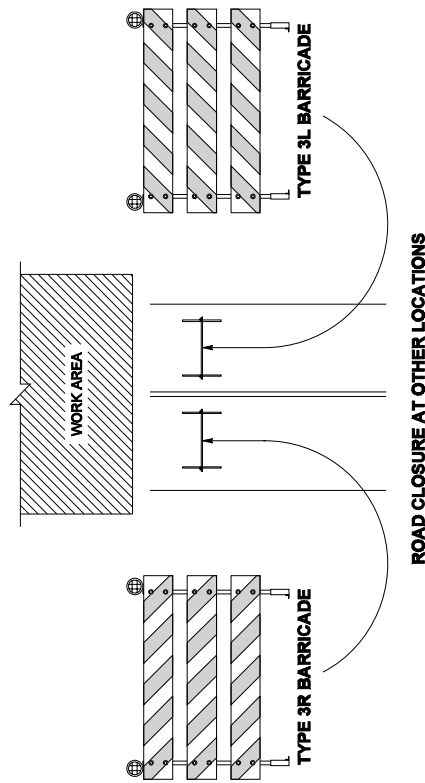 WORK AREA
TYPE 3R BARRICADE
TYPE 3L BARRICADE
ROAD CLOSURE AT OTHER LOCATIONS